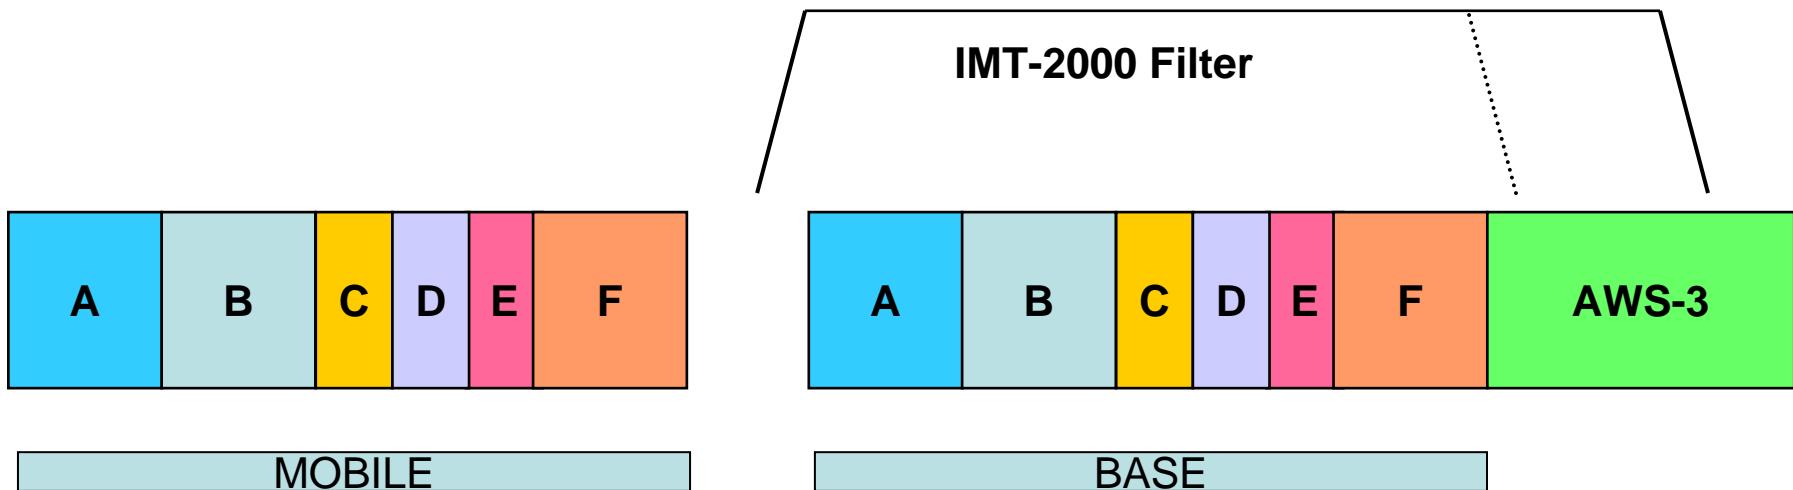 IMT-2000 Filter
A B C D E F A B C D E F AWS-3
MOBILE BASE